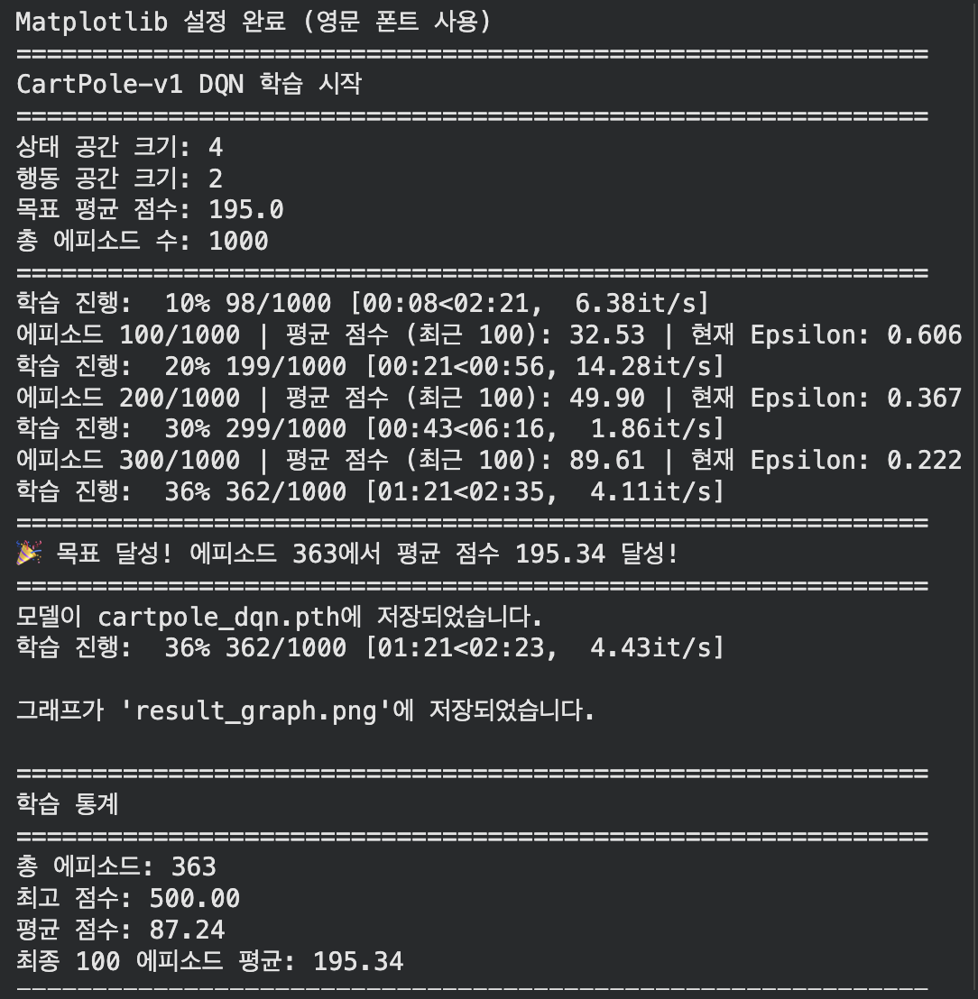 Matplotlib 설정 완료 (영문 폰트 사용)
=============================================================
CartPole-v1 DQN 학습 시작
=============================================================
상태 공간 크기: 4
행동 공간 크기: 2
목표 평균 점수: 195.0
총 에피소드 수: 1000
=============================================================
학습 진행:  10% 98/1000 [00:08<02:21,  6.38it/s]
에피소드 100/1000 | 평균 점수 (최근 100): 32.53 | 현재 Epsilon: 0.606
학습 진행:  20% 199/1000 [00:21<00:56, 14.28it/s]
에피소드 200/1000 | 평균 점수 (최근 100): 49.90 | 현재 Epsilon: 0.367
학습 진행:  30% 299/1000 [00:43<06:16,  1.86it/s]
에피소드 300/1000 | 평균 점수 (최근 100): 89.61 | 현재 Epsilon: 0.222
학습 진행:  36% 362/1000 [01:21<02:35,  4.11it/s]
=============================================================
🎉 목표 달성! 에피소드 363에서 평균 점수 195.34 달성!
=============================================================
모델이 cartpole_dqn.pth에 저장되었습니다.
학습 진행:  36% 362/1000 [01:21<02:23,  4.43it/s]
그래프가 'result_graph.png'에 저장되었습니다.
=============================================================
학습 통계
=============================================================
총 에피소드: 363
최고 점수: 500.00
평균 점수: 87.24
최종 100 에피소드 평균: 195.34